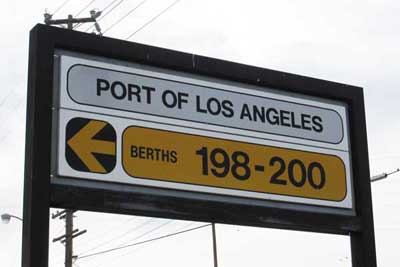 PORT OF LOS ANGELES
BERTHS 198-200